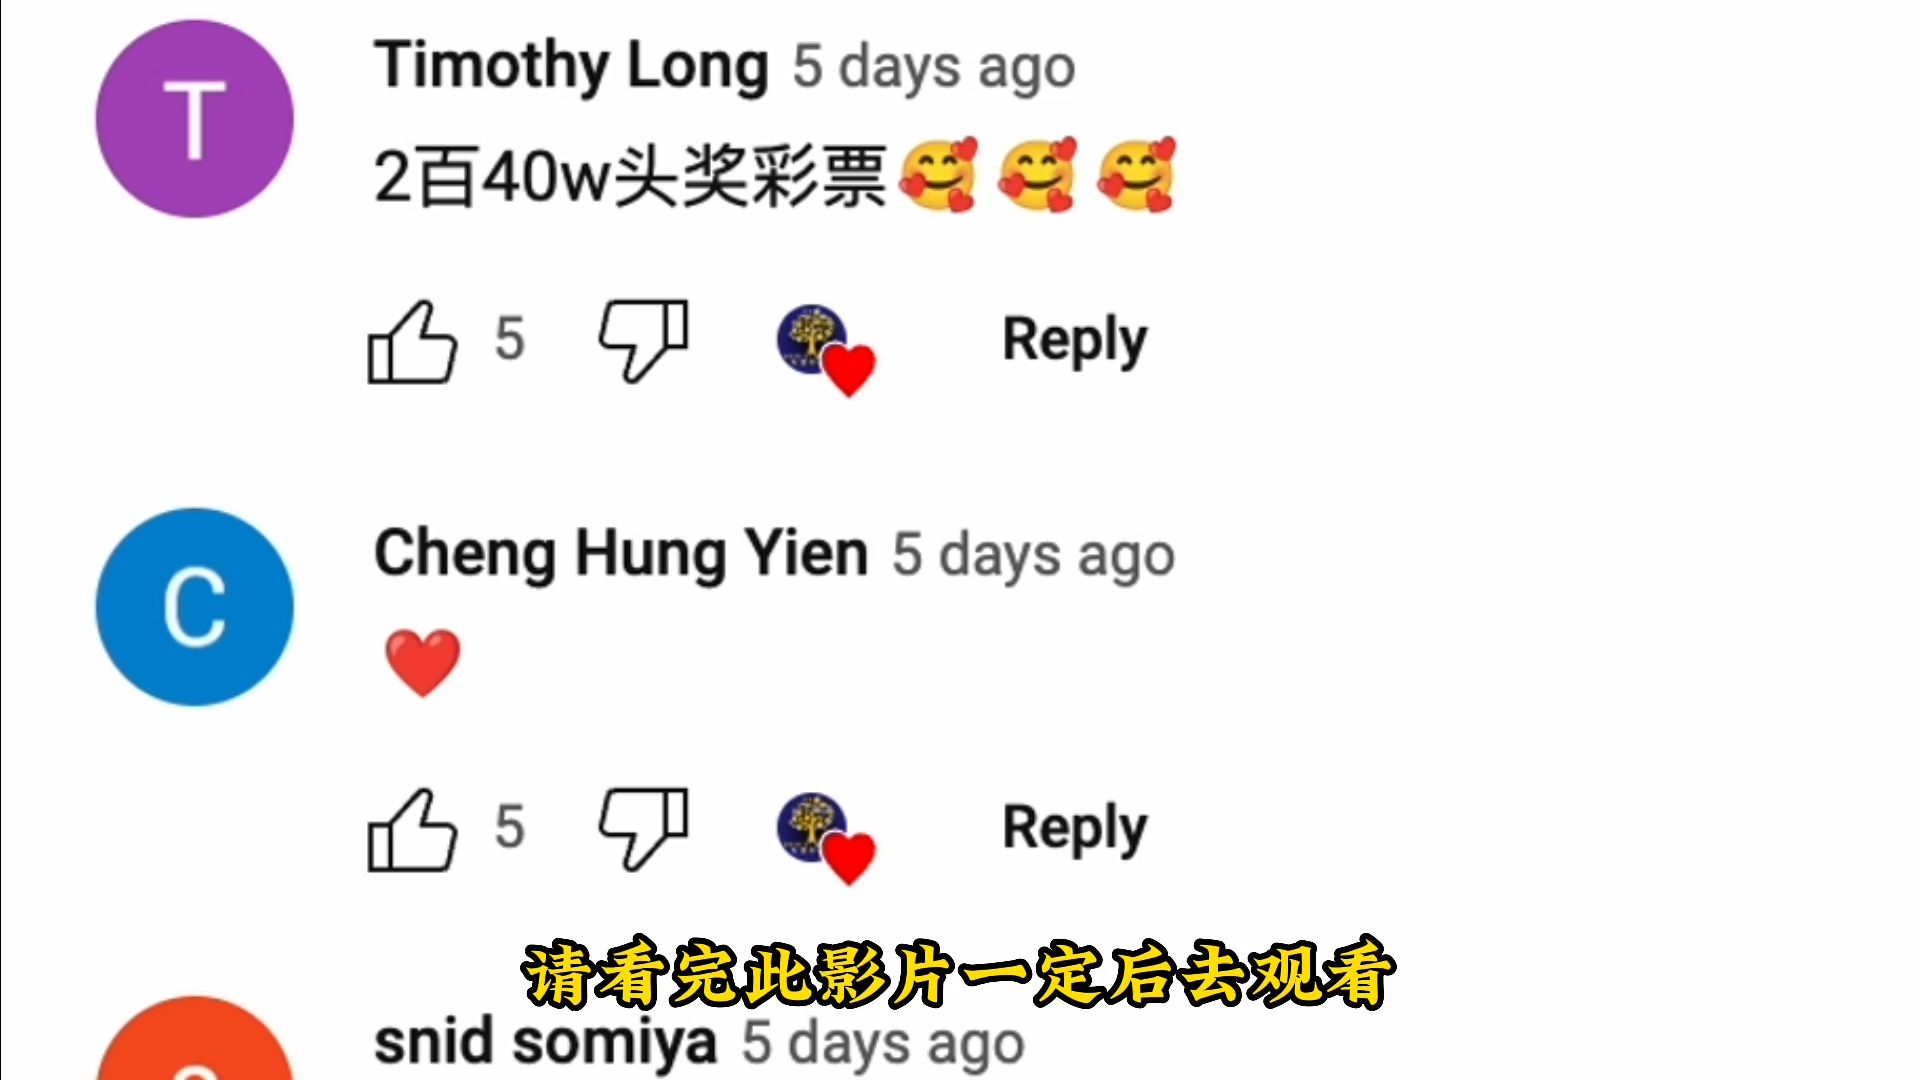 T
Timothy Long 5 days ago
2百40w头奖彩票🥰🥰🥰
5
Reply
C
Cheng Hung Yien 5 days ago
❤️
5
Reply
请看完此影片一定后去观看
snid somiya 5 days ago